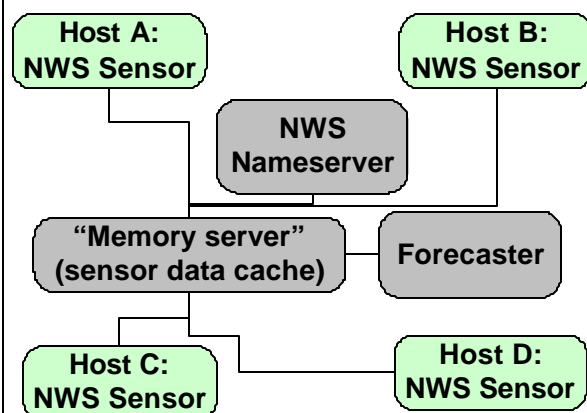 Host A:
NWS Sensor
Host B:
NWS Sensor
NWS
Nameserver
“Memory server”
(sensor data cache)
Forecaster
Host C:
NWS Sensor
Host D:
NWS Sensor